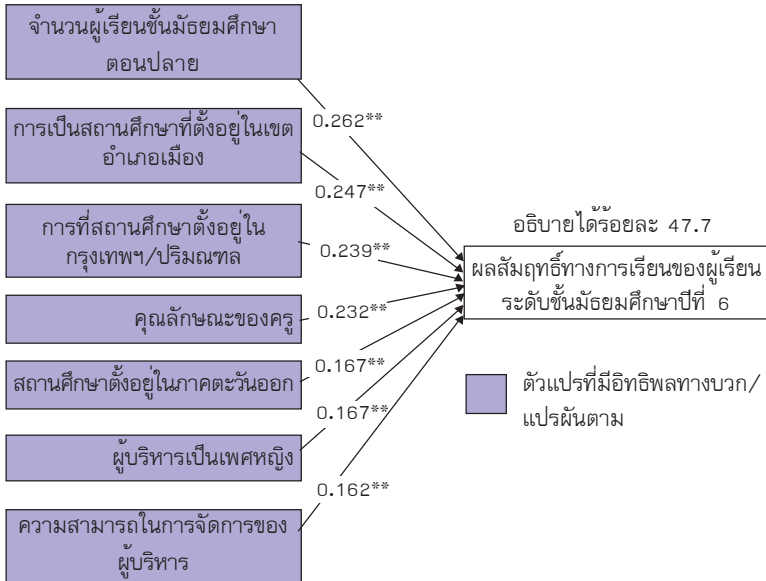 จำนวนผู้เรียนชั้นมัธยมศึกษา
ตอนปลาย
0.262**
การเป็นสถานศึกษาที่ตั้งอยู่ในเขต
อำเภอเมือง
0.247**
การที่สถานศึกษาตั้งอยู่ใน
กรุงเทพฯ/ปริมณฑล
0.239**
คุณลักษณะของครู
0.232**
สถานศึกษาตั้งอยู่ในภาคตะวันออก
0.167**
ผู้บริหารเป็นเพศหญิง
0.167**
ความสามารถในการจัดการของ
ผู้บริหาร
0.162**
อธิบายได้ร้อยละ 47.7
ผลสัมฤทธิ์ทางการเรียนของผู้เรียน
ระดับชั้นมัธยมศึกษาปีที่ 6
ตัวแปรที่มีอิทธิพลทางบวก/
แปรผันตาม